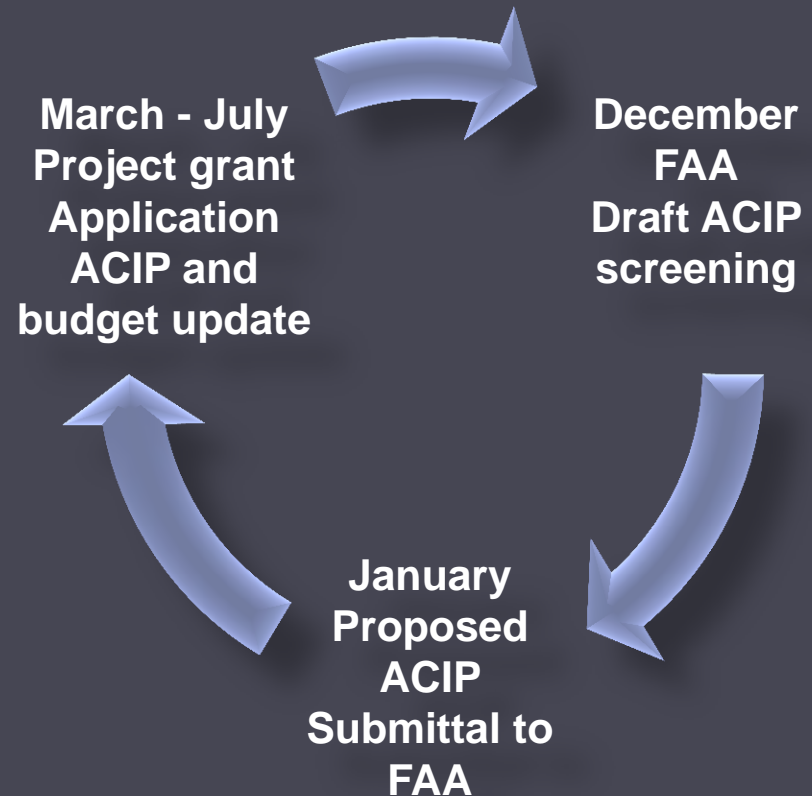 March - July
Project grant
Application
ACIP and
budget update
December
FAA
Draft ACIP
screening
January
Proposed
ACIP
Submittal to
FAA